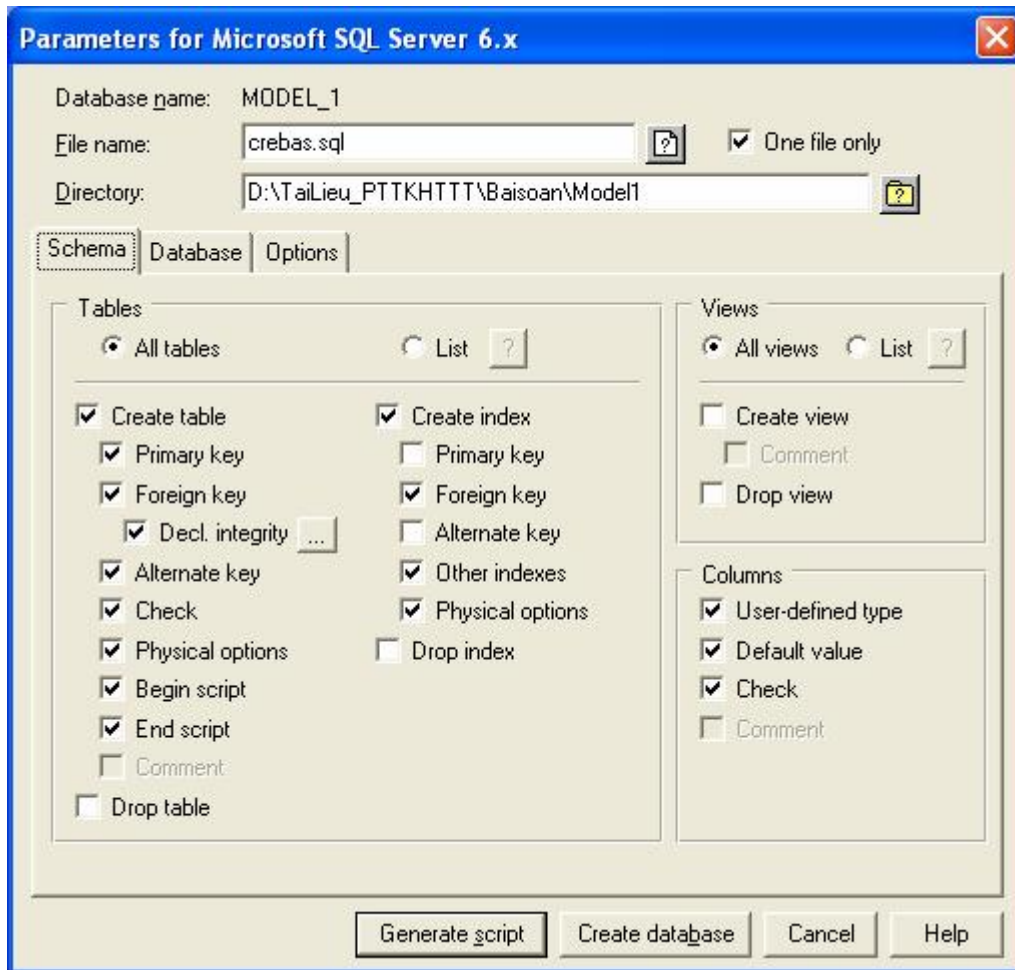 Parameters for Microsoft SQL Server 6.x
Database name: MODEL_1
File name: crebas.sql ? One file only
Directory: D:\TaiLieu_PTTKHTTT\Baisoan\Model1 ?
Schema Database Options
Tables
All tables List ?
Create table Create index
Primary key Primary key
Foreign key Foreign key
Decl. integrity ... Alternate key
Alternate key Other indexes
Check Physical options
Physical options Drop index
Begin script
End script
Comment
Drop table
Views
All views List ?
Create view
Comment
Drop view
Columns
User-defined type
Default value
Check
Comment
Generate script Create database Cancel Help